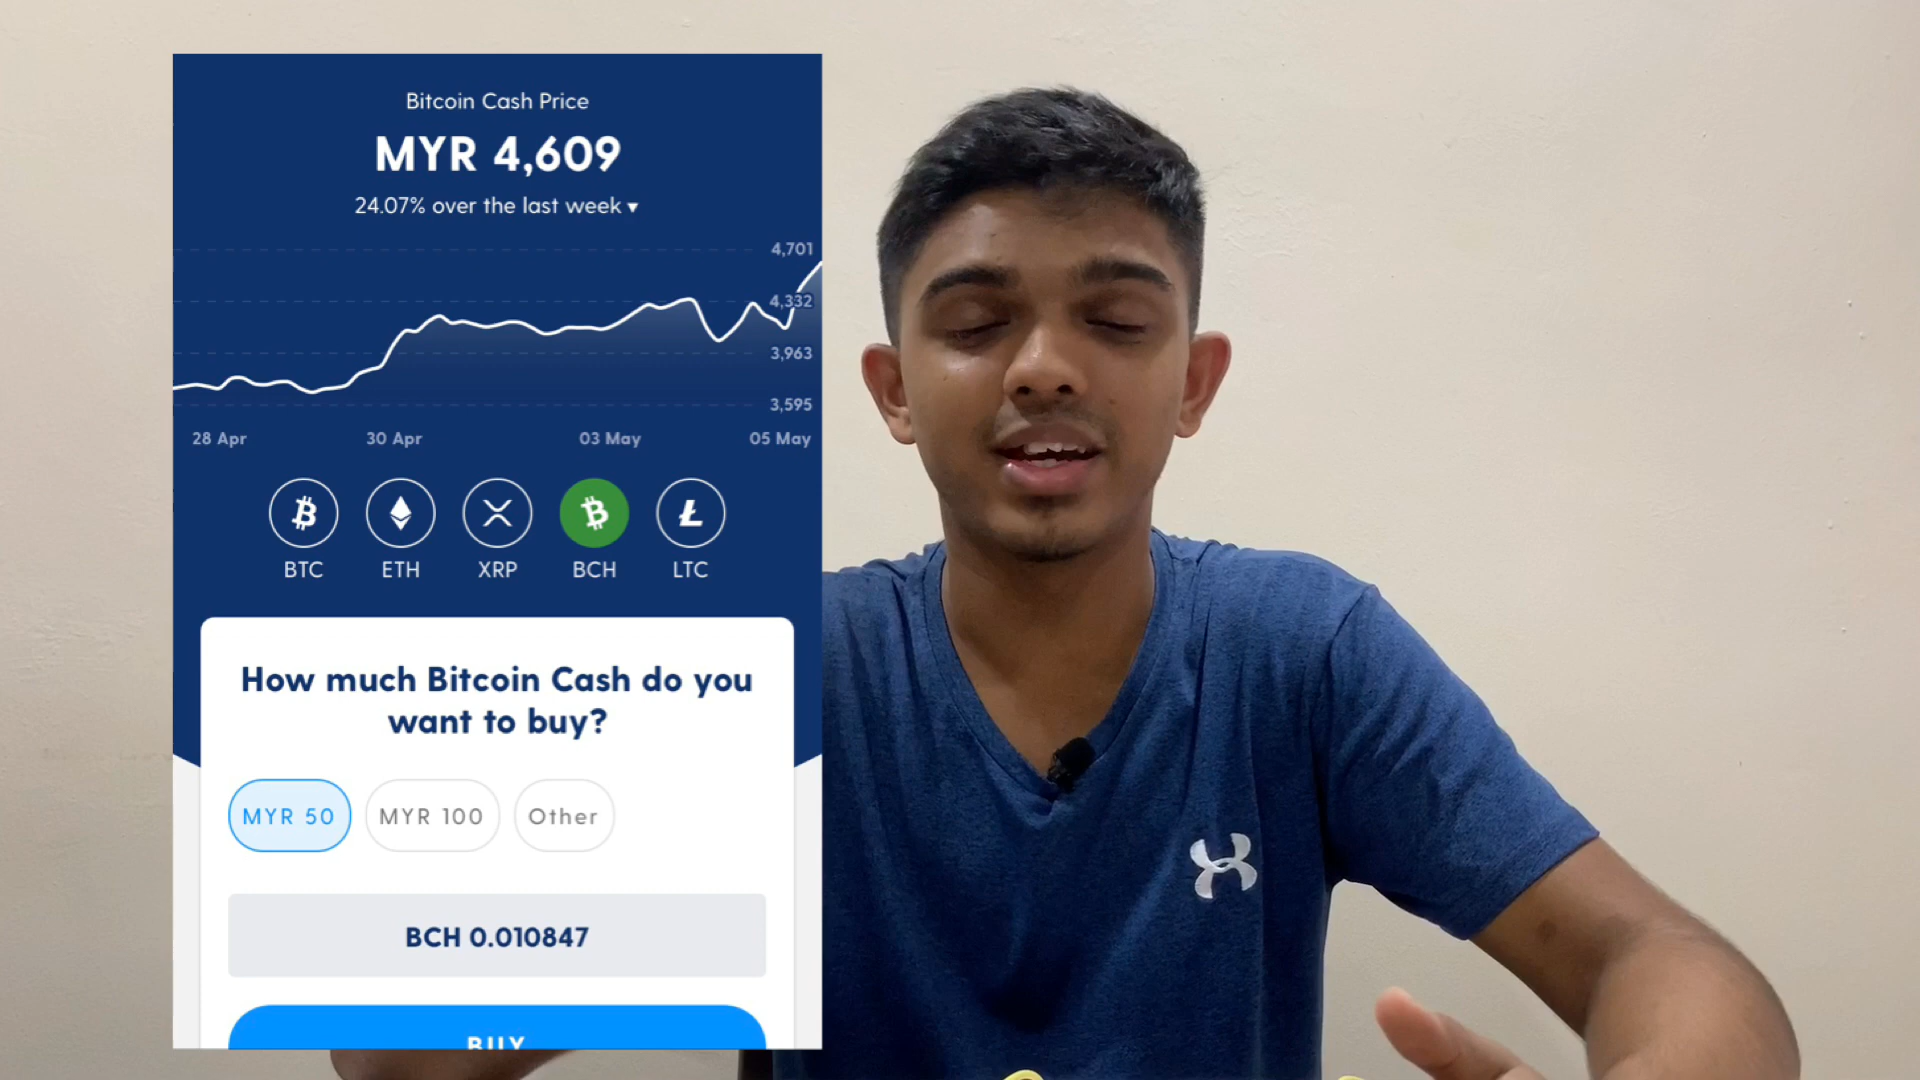 Bitcoin Cash Price
MYR 4,609
24.07% over the last week ▾
4,701
4,332
3,963
3,595
28 Apr 30 Apr 03 May 05 May
BTC ETH XRP BCH LTC
How much Bitcoin Cash do you
want to buy?
MYR 50 MYR 100 Other
BCH 0.010847
BUY